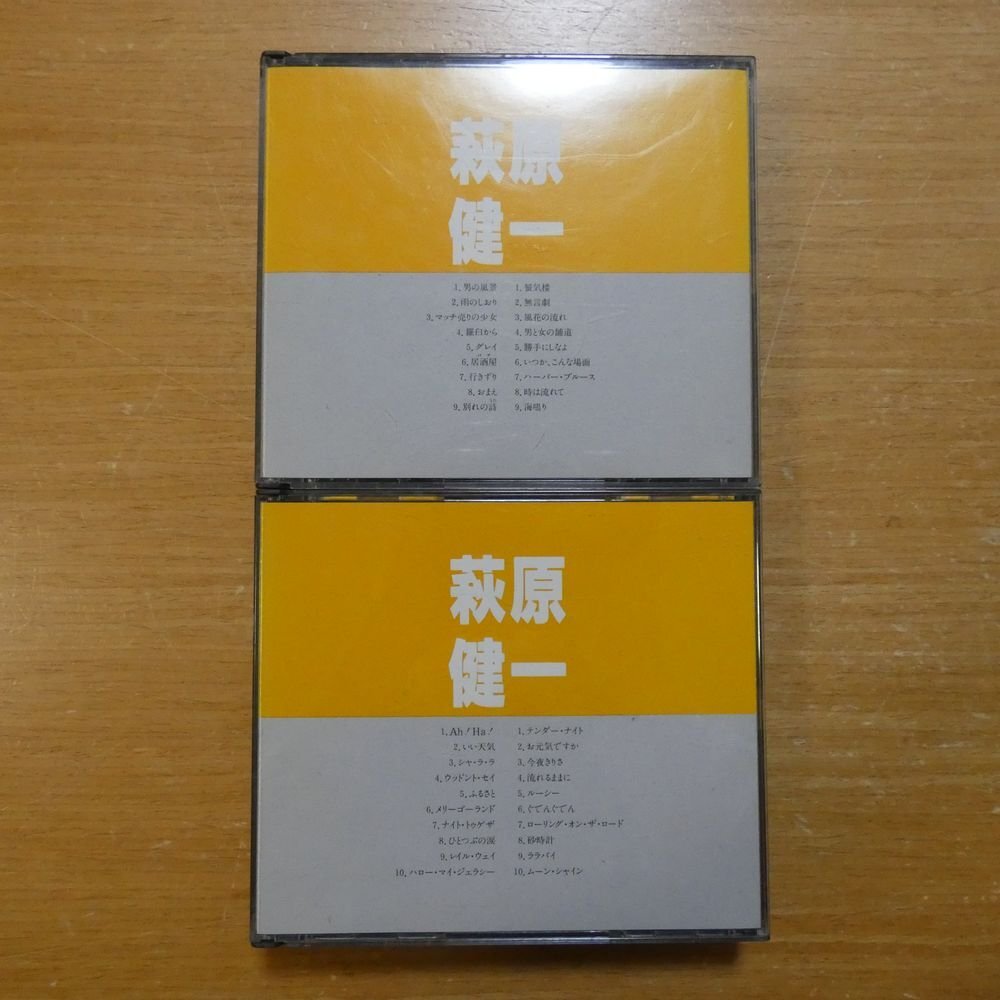 萩原
健一
1. 男の風景
2. 雨のしおり
3. マッチ売りの少女
4. 羅臼から
5. グレイ
6. 居酒屋
7. 行きずり
8. おまえ
9. 別れの詩
1. 蜃気楼
2. 無言劇
3. 風花の流れ
4. 男と女の舗道
5. 勝手にしなよ
6. いつか、こんな場面
7. ハーバー・ブルース
8. 時は流れて
9. 海鳴り
萩原
健一
1. Ah! Ha!
2. いい天気
3. シャ・ラ・ラ
4. ウッドント・セイ
5. ふるさと
6. メリーゴーランド
7. ナイト・トゥゲザ
8. ひとつぶの涙
9. レイル・ウェイ
10. ハロー・マイ・ジェラシー
1. テンダー・ナイト
2. お元気ですか
3. 今夜きりさ
4. 流れるままに
5. ルーシー
6. ぐでんぐでん
7. ローリング・オン・ザ・ロード
8. 砂時計
9. ララバイ
10. ムーン・シャイン